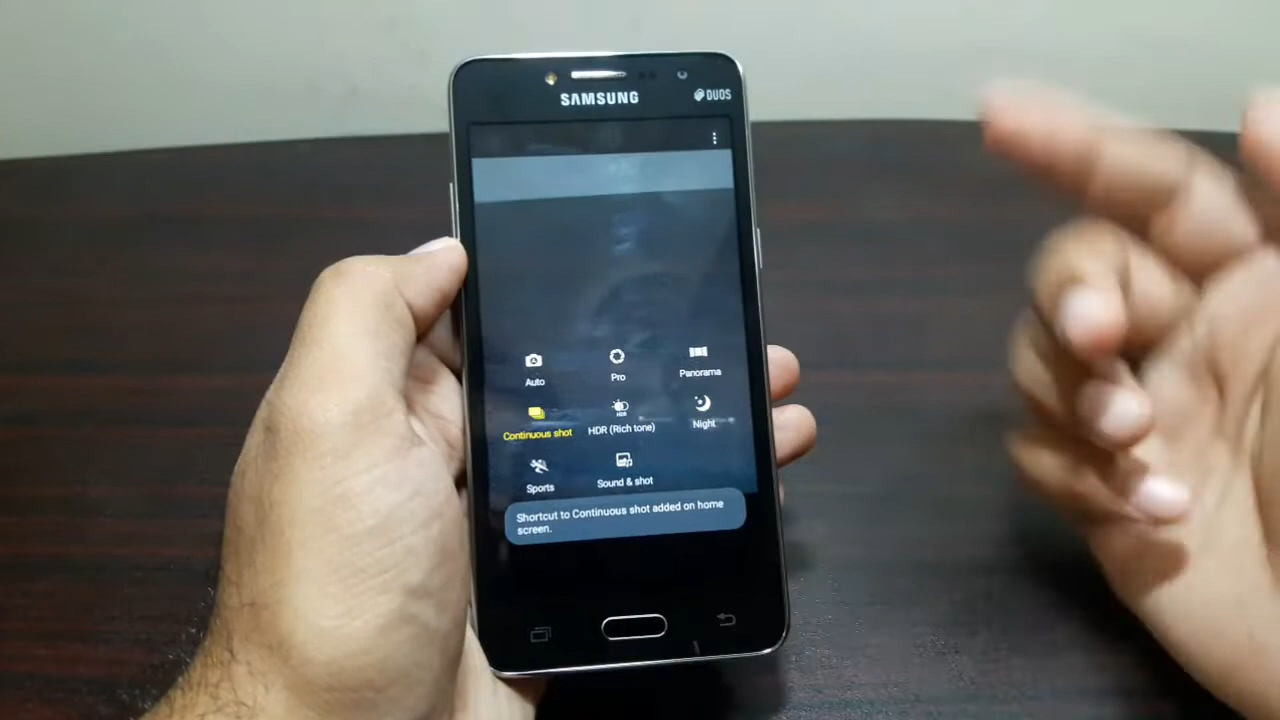 SAMSUNG
DUOS
Auto
Pro
Panorama
Continuous shot
HDR (Rich tone)
Night
HDR
Sports
Sound & shot
Shortcut to Continuous shot added on home
screen.